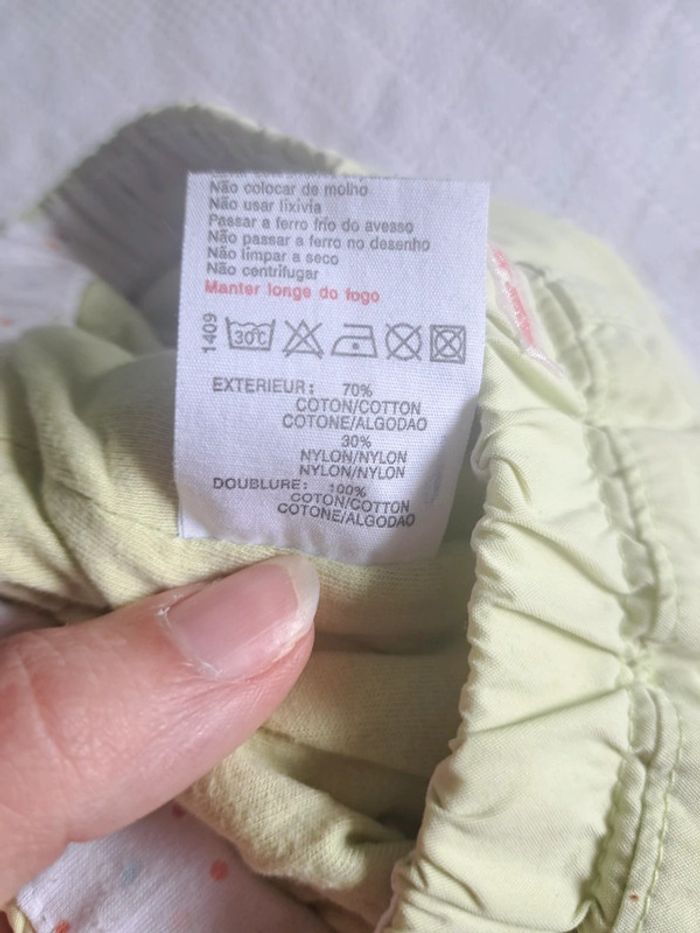 Não colocar de molho
Não usar lixivia
Passar a ferro frio do avesso
Não passar a ferro no desenho
Não limpar a seco
Não centrifugar
Manter longe do fogo
1409
30°C
EXTERIEUR: 70%
COTON/COTTON
COTONE/ALGODAO
30%
NYLON/NYLON
NYLON/NYLON
DOUBLURE: 100%
COTON/COTTON
COTONE/ALGODAO